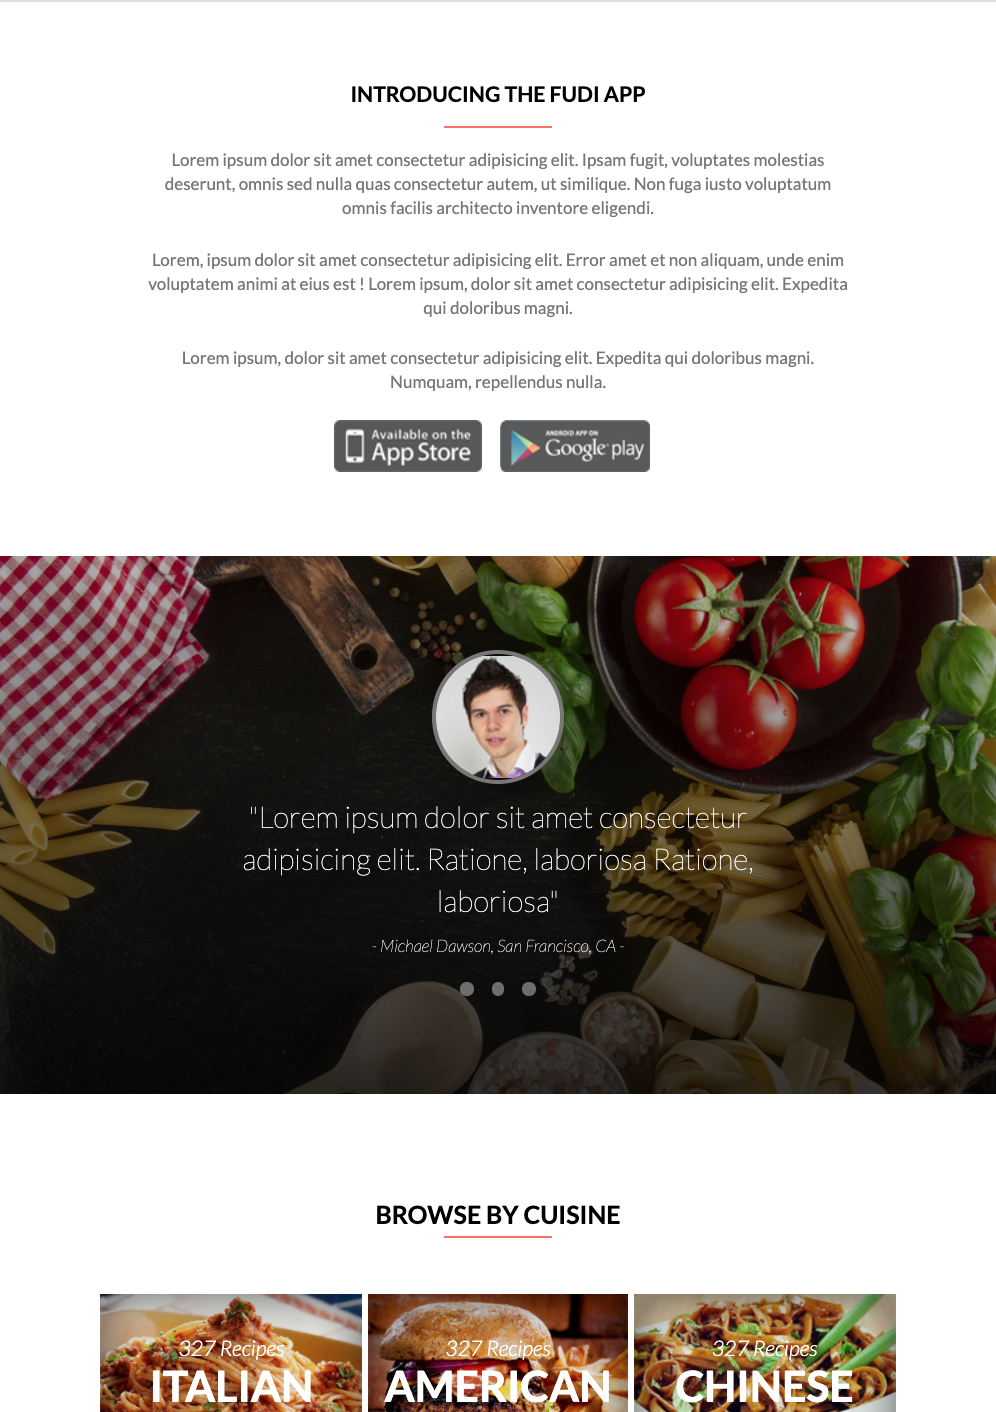 INTRODUCING THE FUDI APP
Lorem ipsum dolor sit amet consectetur adipisicing elit. Ipsam fugit, voluptates molestias
deserunt, omnis sed nulla quas consectetur autem, ut similique. Non fuga iusto voluptatum
omnis facilis architecto inventore eligendi.
Lorem, ipsum dolor sit amet consectetur adipisicing elit. Error amet et non aliquam, unde enim
voluptatem animi at eius est ! Lorem ipsum, dolor sit amet consectetur adipisicing elit. Expedita
qui doloribus magni.
Lorem ipsum, dolor sit amet consectetur adipisicing elit. Expedita qui doloribus magni.
Numquam, repellendus nulla.
Available on the
App Store
ANDROID APP ON
Google play
"Lorem ipsum dolor sit amet consectetur
adipisicing elit. Ratione, laboriosa Ratione,
laboriosa"
- Michael Dawson, San Francisco, CA -
BROWSE BY CUISINE
327 Recipes
ITALIAN
327 Recipes
AMERICAN
327 Recipes
CHINESE